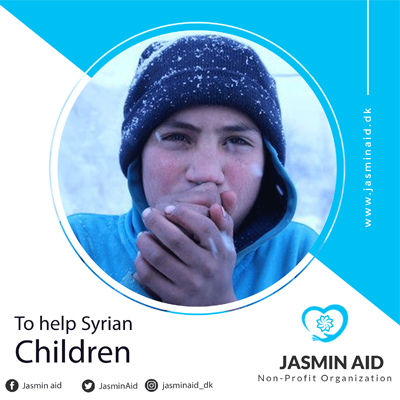 www.jasminaid.dk
To help Syrian
Children
JASMIN AID
Non-Profit Organization
Jasmin aid
JasminAid
jasminaid_dk